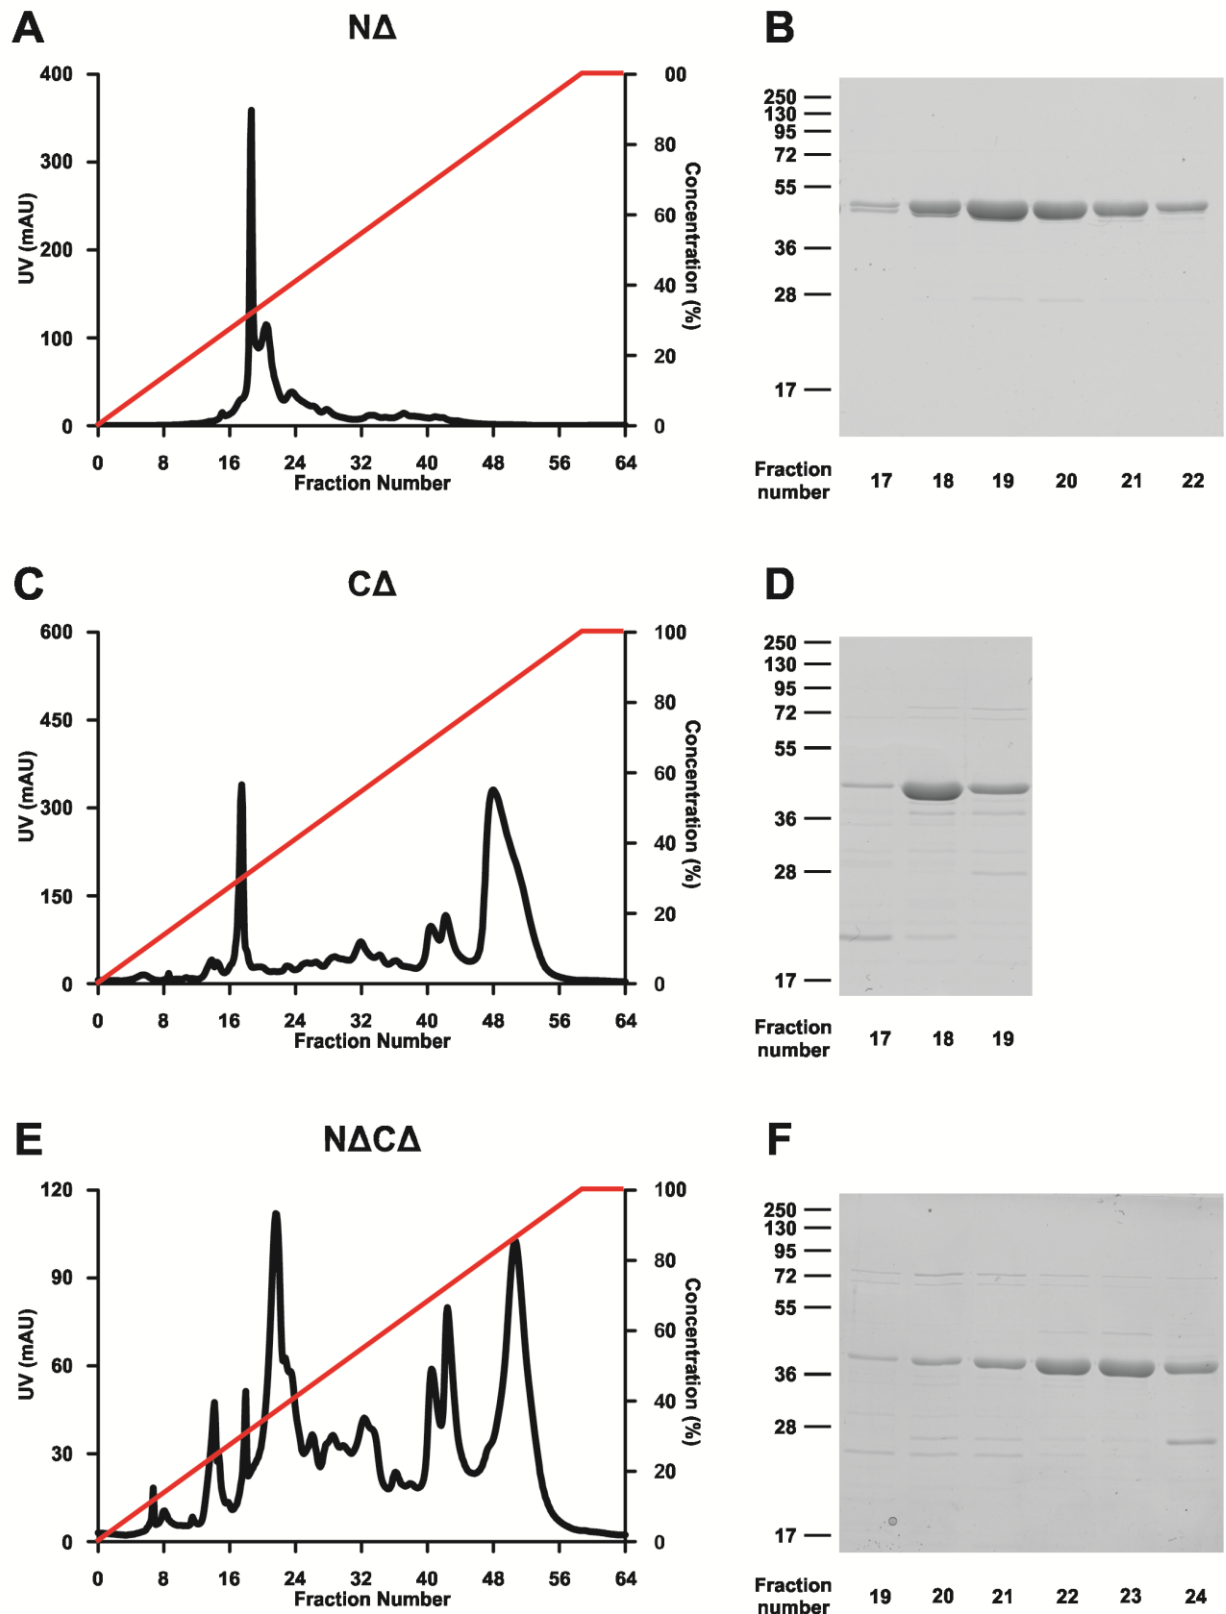 A
NΔ
400
300
200
100
0
UV (mAU)
00
80
60
40
20
0
Concentration (%)
0 8 16 24 32 40 48 56 64
Fraction Number
B
250
130
95
72
55
36
28
17
Fraction number 17 18 19 20 21 22
C
CΔ
600
450
300
150
0
UV (mAU)
100
80
60
40
20
0
Concentration (%)
0 8 16 24 32 40 48 56 64
Fraction Number
D
250
130
95
72
55
36
28
17
Fraction number 17 18 19
E
NΔCΔ
120
90
60
30
0
UV (mAU)
100
80
60
40
20
0
Concentration (%)
0 8 16 24 32 40 48 56 64
Fraction Number
F
250
130
95
72
55
36
28
17
Fraction number 19 20 21 22 23 24